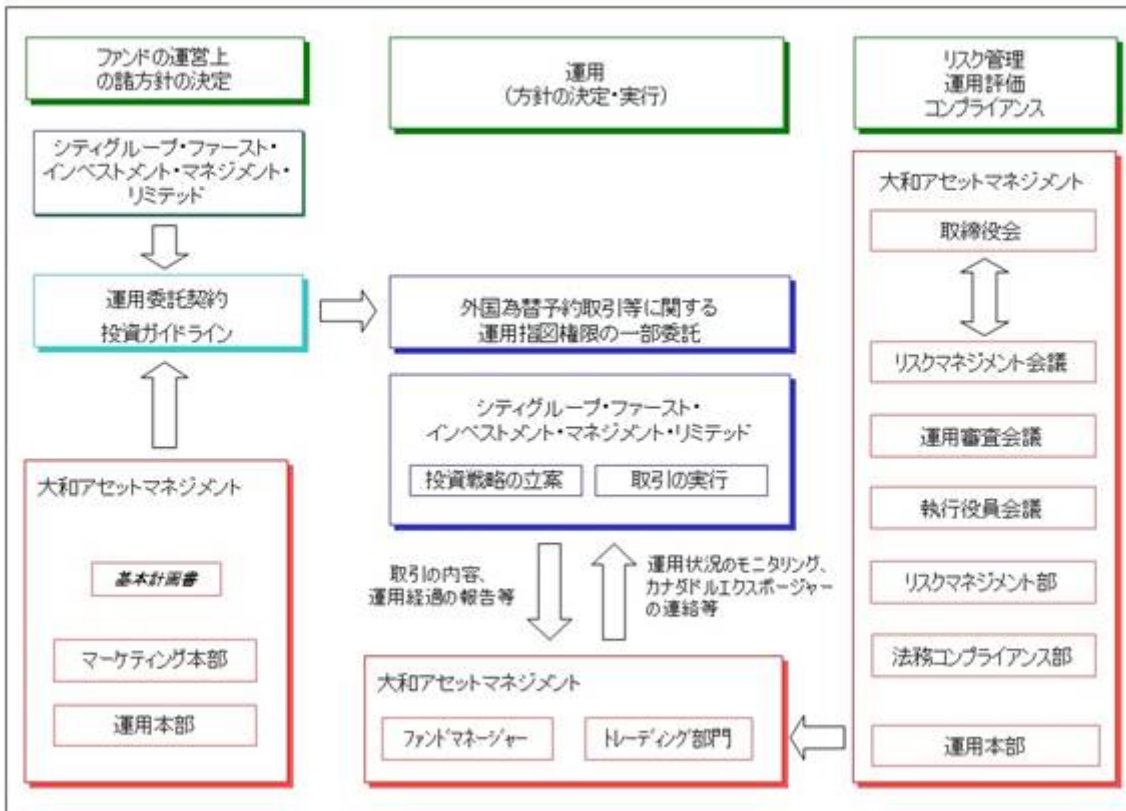 ファンドの運営上
の諸方針の決定
運用
(方針の決定・実行)
リスク管理
運用評価
コンプライアンス
シティグループ・ファースト・
インベストメント・マネジメント・
リミテッド
運用委託契約
投資ガイドライン
大和アセットマネジメント
基本計画書
マーケティング本部
運用本部
外国為替予約取引等に関する
運用指図権限の一部委託
シティグループ・ファースト・
インベストメント・マネジメント・リミテッド
投資戦略の立案
取引の実行
取引の内容、
運用経過の報告等
運用状況のモニタリング、
カナダドルエクスポージャー
の連絡等
大和アセットマネジメント
ファンドマネージャー
トレーディング部門
大和アセットマネジメント
取締役会
リスクマネジメント会議
運用審査会議
執行役員会議
リスクマネジメント部
法務コンプライアンス部
運用本部